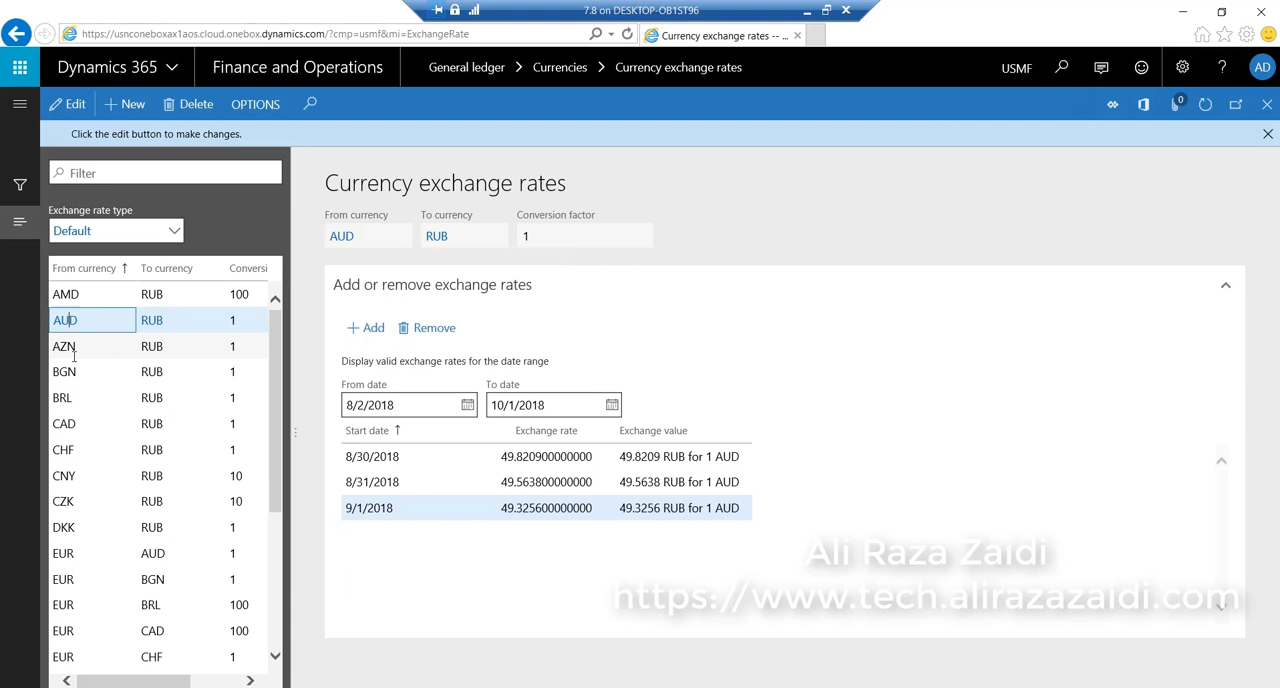 7.8 on DESKTOP-OB1ST96
https://usnconeboxax1aos.cloud.onebox.dynamics.com/?cmp=usmf&mi=ExchangeRate
Currency exchange rates -- ...
Dynamics 365
Finance and Operations
General ledger > Currencies > Currency exchange rates
USMF
AD
Edit
New
Delete
OPTIONS
0
Click the edit button to make changes.
Filter
Exchange rate type
Default
From currency ↑ To currency Conversi
AMD RUB 100
AUD RUB 1
AZN RUB 1
BGN RUB 1
BRL RUB 1
CAD RUB 1
CHF RUB 1
CNY RUB 10
CZK RUB 10
DKK RUB 1
EUR AUD 1
EUR BGN 1
EUR BRL 100
EUR CAD 100
EUR CHF 1
Currency exchange rates
From currency To currency Conversion factor
AUD RUB 1
Add or remove exchange rates
Add Remove
Display valid exchange rates for the date range
From date To date
8/2/2018 10/1/2018
Start date ↑ Exchange rate Exchange value
8/30/2018 49.820900000000 49.8209 RUB for 1 AUD
8/31/2018 49.563800000000 49.5638 RUB for 1 AUD
9/1/2018 49.325600000000 49.3256 RUB for 1 AUD
Ali Raza Zaidi
https://www.tech.alirazazaidi.com